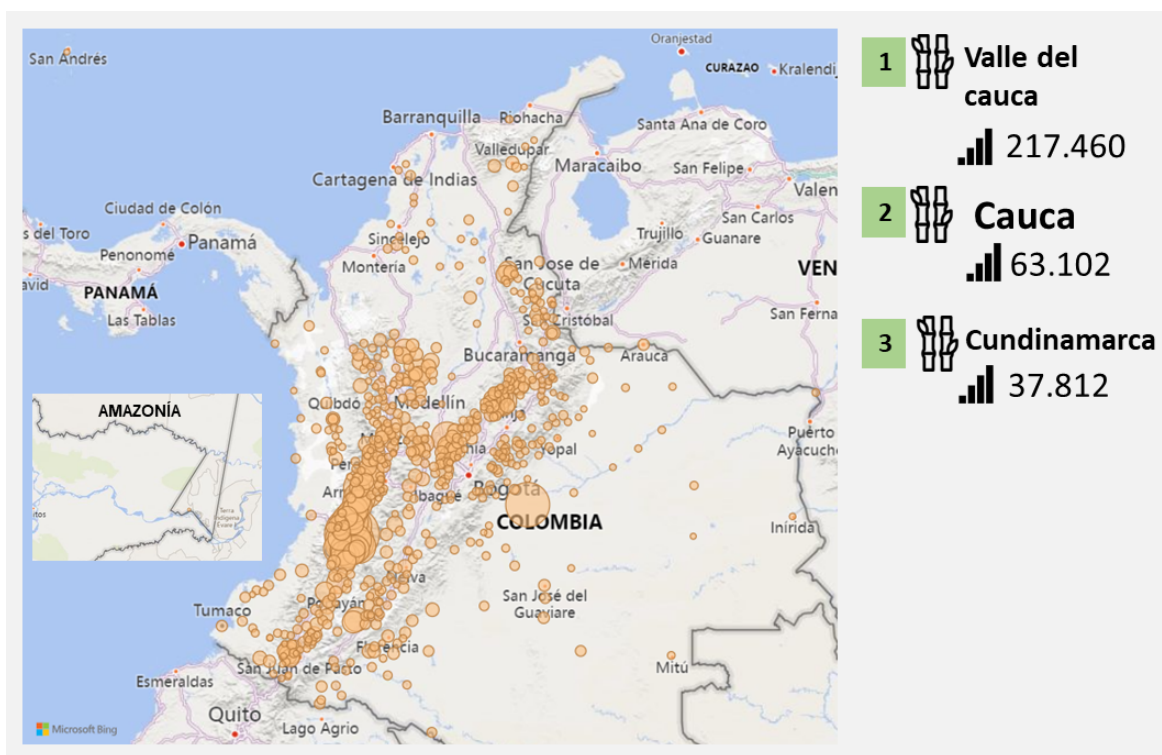 San Andrés
Oranjestad
CURAZAO
Kralendij
Barranquilla
Riohacha
Santa Ana de Coro
Valledupar
Maracaibo
San Felipe
Cartagena de Indias
Valen
Ciudad de Colón
San Carlos
s del Toro
Panamá
Sincelejo
Trujillo
Guanare
Penonomé
Montería
San Jose de
Cúcuta
Mérida
VEN
avid
PANAMÁ
Las Tablas
San Cristóbal
San Ferna
Bucaramanga
Arauca
AMAZONÍA
Quibdó
Medellín
Puerto
Ayacucho
Yopal
Ibagué
Bogotá
COLOMBIA
Inírida
Neiva
San José del
Guaviare
Tumaco
Popayán
Florencia
Mitú
San Juan de Pasto
Esmeraldas
Quito
Lago Agrio
Microsoft Bing
1
Valle del
cauca
217.460
2
Cauca
63.102
3
Cundinamarca
37.812